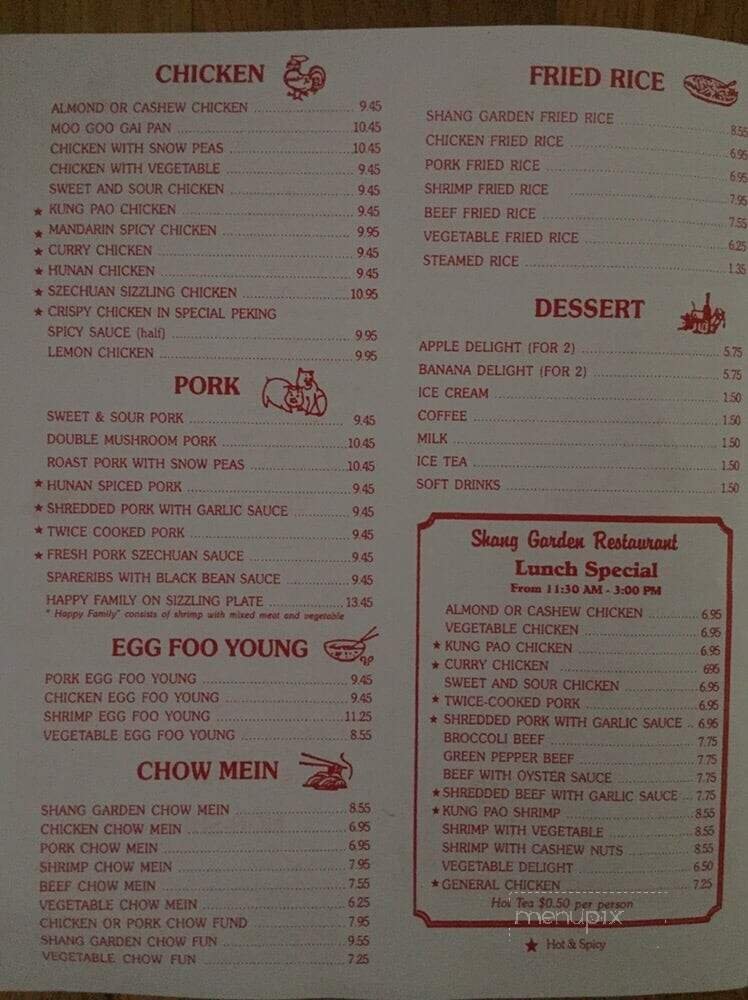 CHICKEN
ALMOND OR CASHEW CHICKEN ........ 9.45
MOO GOO GAI PAN ........ 10.45
CHICKEN WITH SNOW PEAS ........ 10.45
CHICKEN WITH VEGETABLE ........ 9.45
SWEET AND SOUR CHICKEN ........ 9.45
★ KUNG PAO CHICKEN ........ 9.45
★ MANDARIN SPICY CHICKEN ........ 9.95
★ CURRY CHICKEN ........ 9.45
★ HUNAN CHICKEN ........ 9.45
★ SZECHUAN SIZZLING CHICKEN ........ 10.95
★ CRISPY CHICKEN IN SPECIAL PEKING
SPICY SAUCE (half) ........ 9.95
LEMON CHICKEN ........ 9.95
PORK
SWEET & SOUR PORK ........ 9.45
DOUBLE MUSHROOM PORK ........ 10.45
ROAST PORK WITH SNOW PEAS ........ 10.45
★ HUNAN SPICED PORK ........ 9.45
★ SHREDDED PORK WITH GARLIC SAUCE ........ 9.45
★ TWICE COOKED PORK ........ 9.45
★ FRESH PORK SZECHUAN SAUCE ........ 9.45
SPARERIBS WITH BLACK BEAN SAUCE ........ 9.45
HAPPY FAMILY ON SIZZLING PLATE ........ 13.45
" Happy Family" consists of shrimp with mixed meat and vegetable
EGG FOO YOUNG
PORK EGG FOO YOUNG ........ 9.45
CHICKEN EGG FOO YOUNG ........ 9.45
SHRIMP EGG FOO YOUNG ........ 11.25
VEGETABLE EGG FOO YOUNG ........ 8.55
CHOW MEIN
SHANG GARDEN CHOW MEIN ........ 8.55
CHICKEN CHOW MEIN ........ 6.95
PORK CHOW MEIN ........ 6.95
SHRIMP CHOW MEIN ........ 7.95
BEEF CHOW MEIN ........ 7.55
VEGETABLE CHOW MEIN ........ 6.25
CHICKEN OR PORK CHOW FUND ........ 7.95
SHANG GARDEN CHOW FUN ........ 9.55
VEGETABLE CHOW FUN ........ 7.25
FRIED RICE
SHANG GARDEN FRIED RICE ........ 8.55
CHICKEN FRIED RICE ........ 6.95
PORK FRIED RICE ........ 6.95
SHRIMP FRIED RICE ........ 7.95
BEEF FRIED RICE ........ 7.55
VEGETABLE FRIED RICE ........ 6.25
STEAMED RICE ........ 1.35
DESSERT
APPLE DELIGHT (FOR 2) ........ 5.75
BANANA DELIGHT (FOR 2) ........ 5.75
ICE CREAM ........ 1.50
COFFEE ........ 1.50
MILK ........ 1.50
ICE TEA ........ 1.50
SOFT DRINKS ........ 1.50
Shang Garden Restaurant
Lunch Special
From 11:30 AM - 3:00 PM
ALMOND OR CASHEW CHICKEN ........ 6.95
VEGETABLE CHICKEN ........ 6.95
★ KUNG PAO CHICKEN ........ 6.95
★ CURRY CHICKEN ........ 695
SWEET AND SOUR CHICKEN ........ 6.95
★ TWICE-COOKED PORK ........ 6.95
★ SHREDDED PORK WITH GARLIC SAUCE .. 6.95
BROCCOLI BEEF ........ 7.75
GREEN PEPPER BEEF ........ 7.75
BEEF WITH OYSTER SAUCE ........ 7.75
★ SHREDDED BEEF WITH GARLIC SAUCE ... 7.75
★ KUNG PAO SHRIMP ........ 8.55
SHRIMP WITH VEGETABLE ........ 8.55
SHRIMP WITH CASHEW NUTS ........ 8.55
VEGETABLE DELIGHT ........ 6.50
★ GENERAL CHICKEN ........ 7.25
Hot Tea $0.50 per person
menupix
★ Hot & Spicy